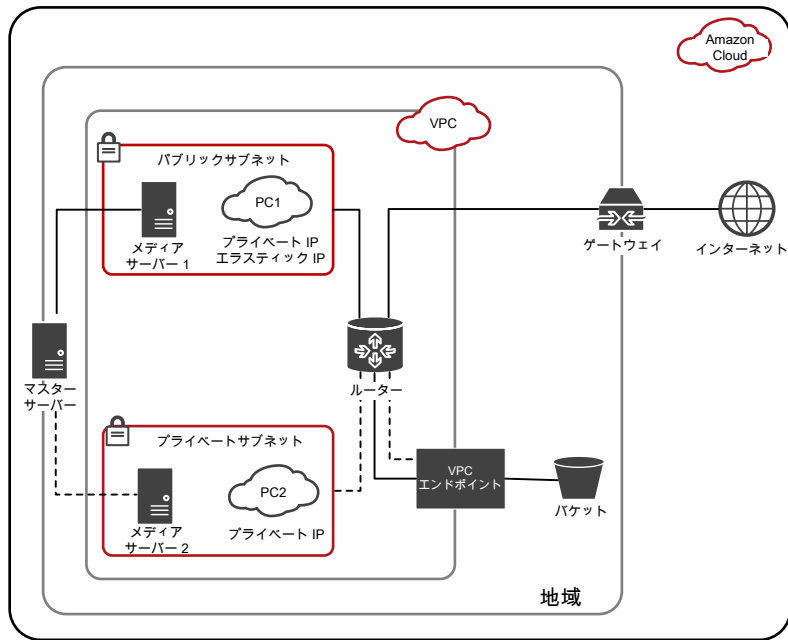 Amazon
Cloud
VPC
パブリックサブネット
PC1
プライベート IP
エラスティック IP
メディア
サーバー 1
ゲートウェイ
インターネット
マスター
サーバー
ルーター
プライベートサブネット
PC2
プライベート IP
メディア
サーバー 2
VPC
エンドポイント
バケット
地域